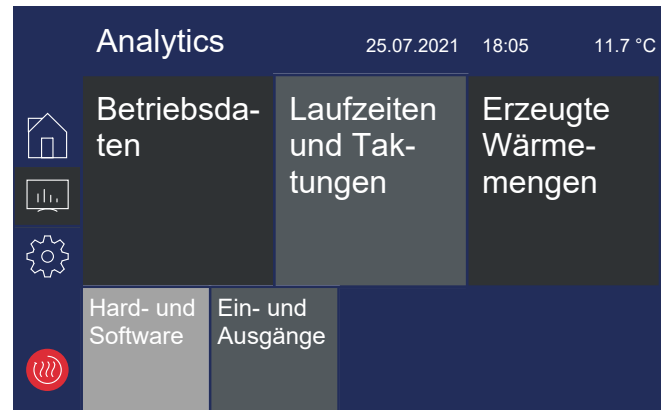 Analytics 25.07.2021 18:05 11.7 °C
Betriebsda-
ten
Laufzeiten
und Tak-
tungen
Erzeugte
Wärme-
mengen
Hard- und
Software
Ein- und
Ausgänge